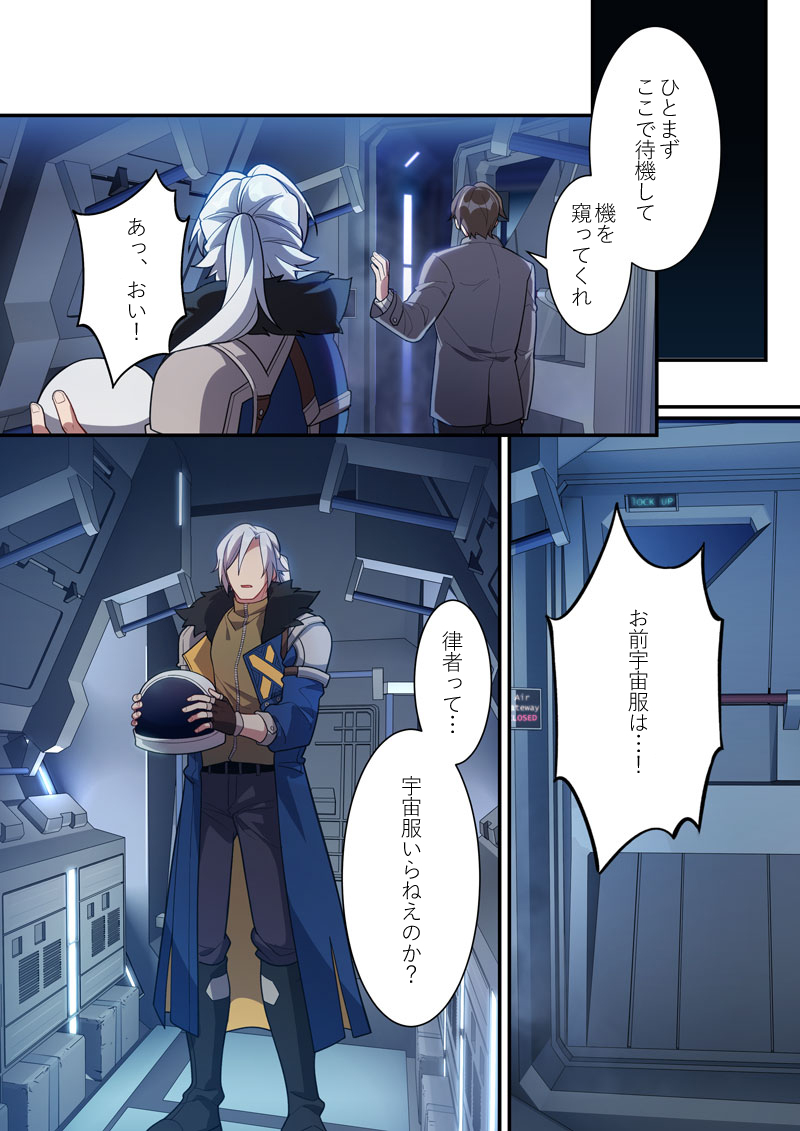 ひとまず
ここで待機して
機を
窺ってくれ
あっ、おい！
LOCK UP
Air
Gateway
CLOSED
お前宇宙服は…！
律者って…
宇宙服いらねえのか？